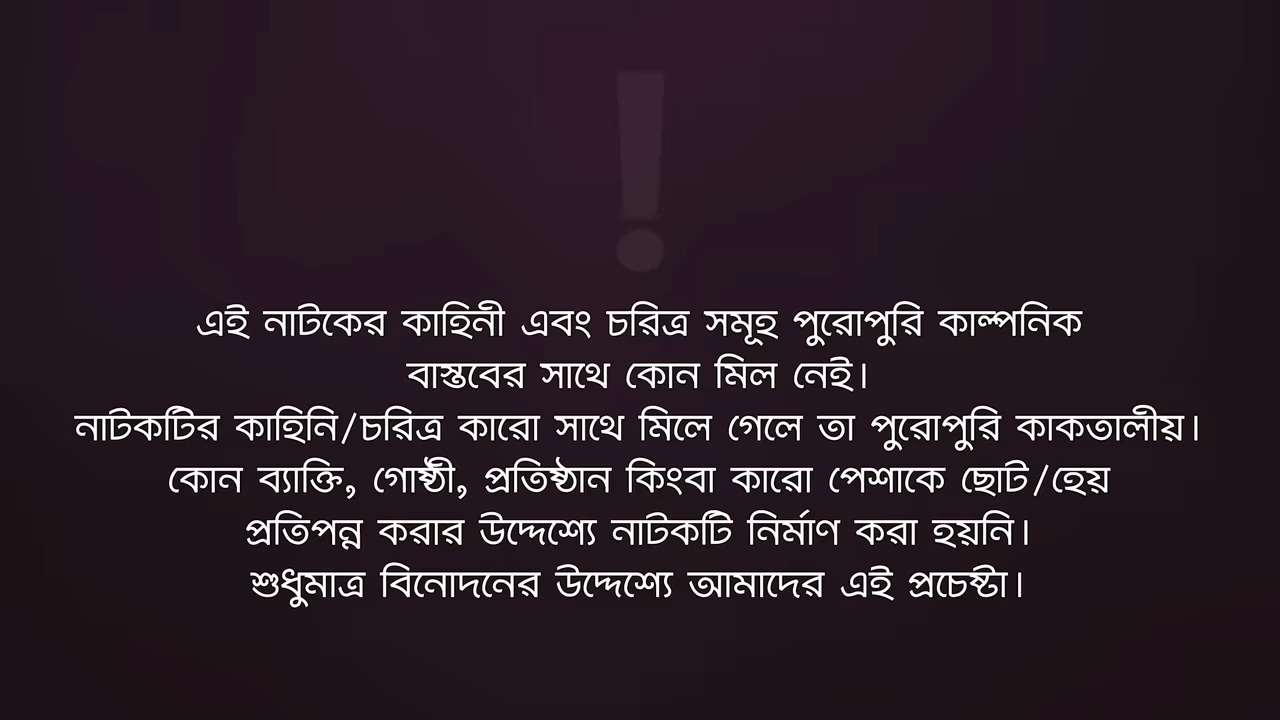 এই নাটকের কাহিনী এবং চরিত্র সমূহ পুরোপুরি কাল্পনিক
বাস্তবের সাথে কোন মিল নেই।
নাটকটির কাহিনি/চরিত্র কারো সাথে মিলে গেলে তা পুরোপুরি কাকতালীয়।
কোন ব্যাক্তি, গোষ্ঠী, প্রতিষ্ঠান কিংবা কারো পেশাকে ছোট/হেয়
প্রতিপন্ন করার উদ্দেশ্যে নাটকটি নির্মাণ করা হয়নি।
শুধুমাত্র বিনোদনের উদ্দেশ্যে আমাদের এই প্রচেষ্টা।